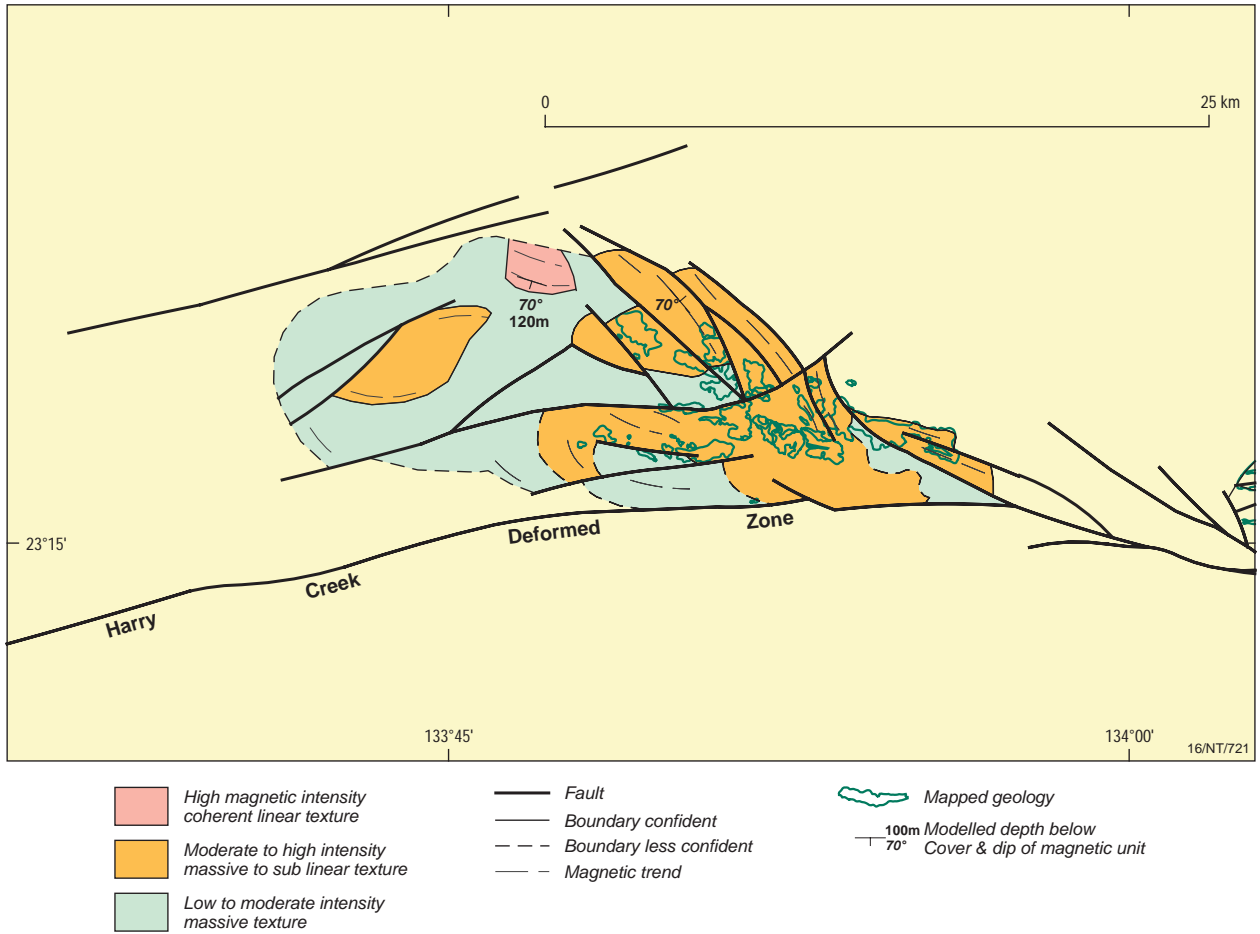 0
25 km
70°
120m
70°
23°15'
Harry
Creek
Deformed
Zone
133°45'
134°00'
16/NT/721
High magnetic intensity
coherent linear texture
Moderate to high intensity
massive to sub linear texture
Low to moderate intensity
massive texture
Fault
Boundary confident
Boundary less confident
Magnetic trend
Mapped geology
100m
70°
Modelled depth below
Cover & dip of magnetic unit